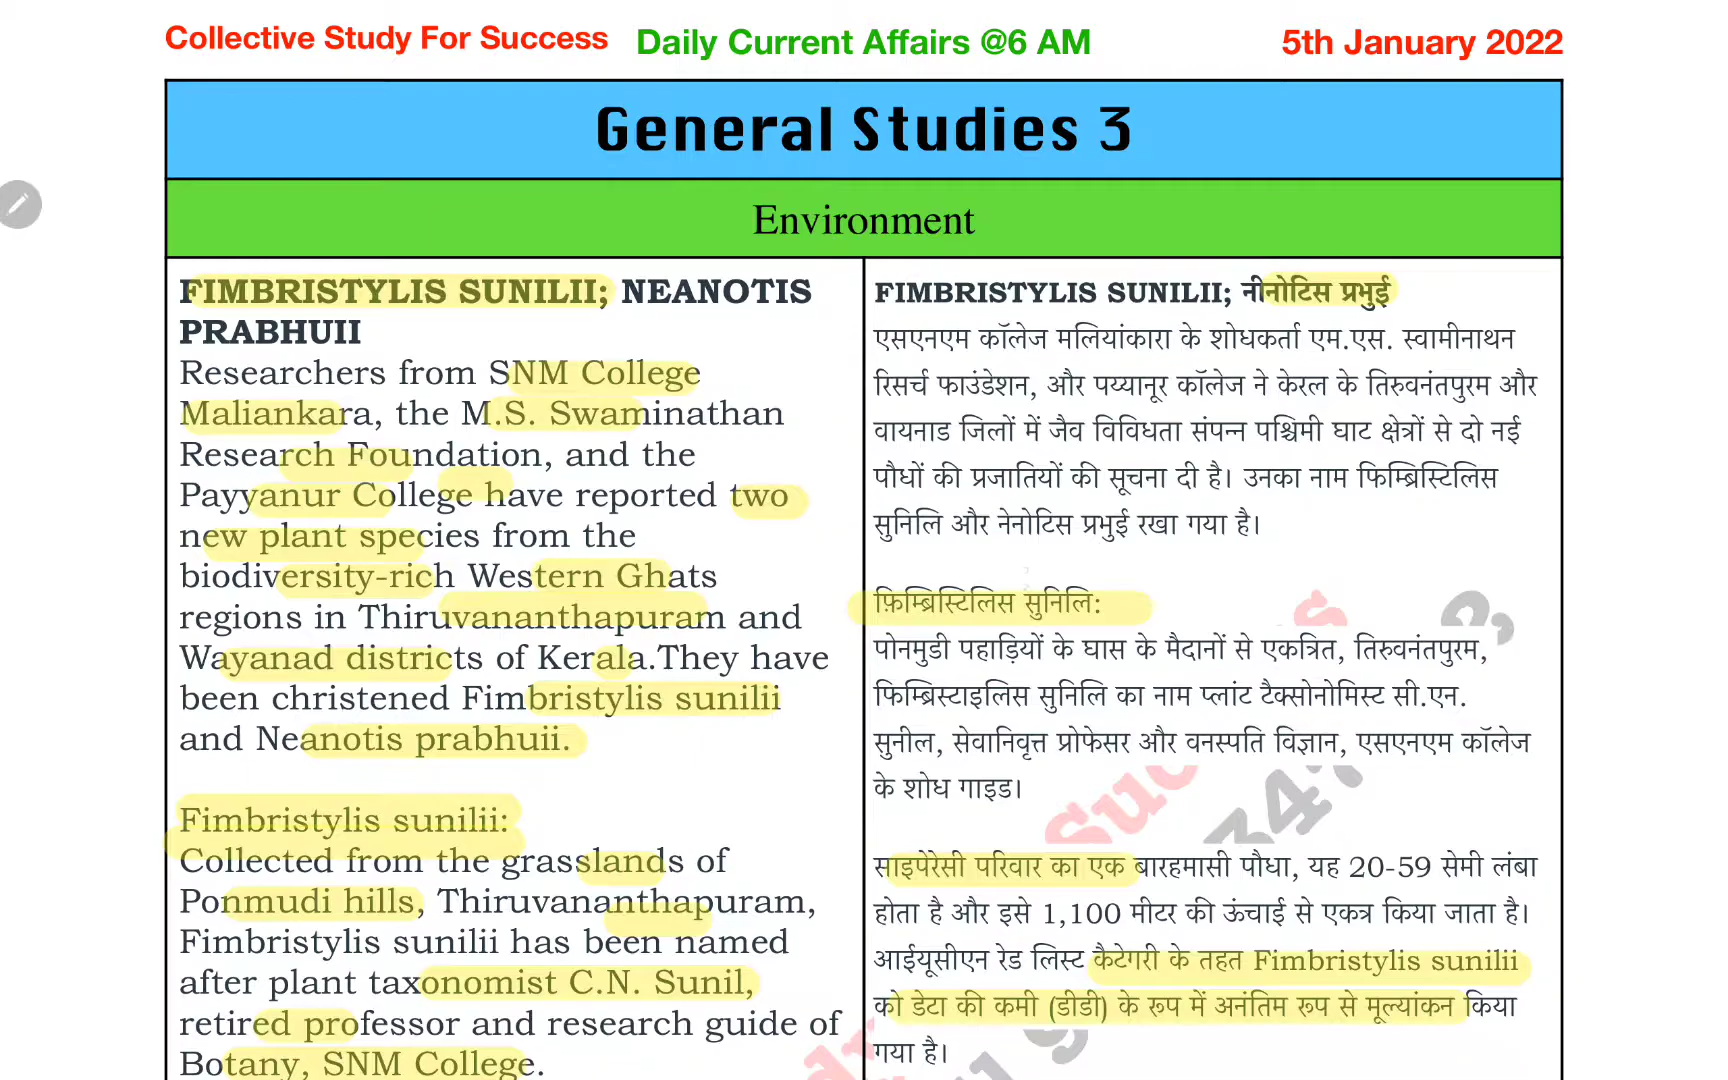 Collective Study For Success
Daily Current Affairs @6 AM
5th January 2022
General Studies 3
Environment
FIMBRISTYLIS SUNILII; NEANOTIS
PRABHUII
Researchers from SNM College
Maliankara, the M.S. Swaminathan
Research Foundation, and the
Payyanur College have reported two
new plant species from the
biodiversity-rich Western Ghats
regions in Thiruvananthapuram and
Wayanad districts of Kerala.They have
been christened Fimbristylis sunilii
and Neanotis prabhuii.
Fimbristylis sunilii:
Collected from the grasslands of
Ponmudi hills, Thiruvananthapuram,
Fimbristylis sunilii has been named
after plant taxonomist C.N. Sunil,
retired professor and research guide of
Botany, SNM College.
FIMBRISTYLIS SUNILII; नीनोटिस प्रभुई
एसएनएम कॉलेज मलियांकारा के शोधकर्ता एम.एस. स्वामीनाथन
रिसर्च फाउंडेशन, और पय्यानूर कॉलेज ने केरल के तिरुवनंतपुरम और
वायनाड जिलों में जैव विविधता संपन्न पश्चिमी घाट क्षेत्रों से दो नई
पौधों की प्रजातियों की सूचना दी है। उनका नाम फिम्ब्रिस्टिलिस
सुनिलि और नेनोटिस प्रभुई रखा गया है।
फ़िम्ब्रिस्टिलिस सुनिलि:
पोनमुडी पहाड़ियों के घास के मैदानों से एकत्रित, तिरुवनंतपुरम,
फिम्ब्रिस्टाइलिस सुनिलि का नाम प्लांट टैक्सोनोमिस्ट सी.एन.
सुनील, सेवानिवृत्त प्रोफेसर और वनस्पति विज्ञान, एसएनएम कॉलेज
के शोध गाइड।
साइपेरेसी परिवार का एक बारहमासी पौधा, यह 20-59 सेमी लंबा
होता है और इसे 1,100 मीटर की ऊंचाई से एकत्र किया जाता है।
आईयूसीएन रेड लिस्ट कैटेगरी के तहत Fimbristylis sunilii
को डेटा की कमी (डीडी) के रूप में अनंतिम रूप से मूल्यांकन किया
गया है।